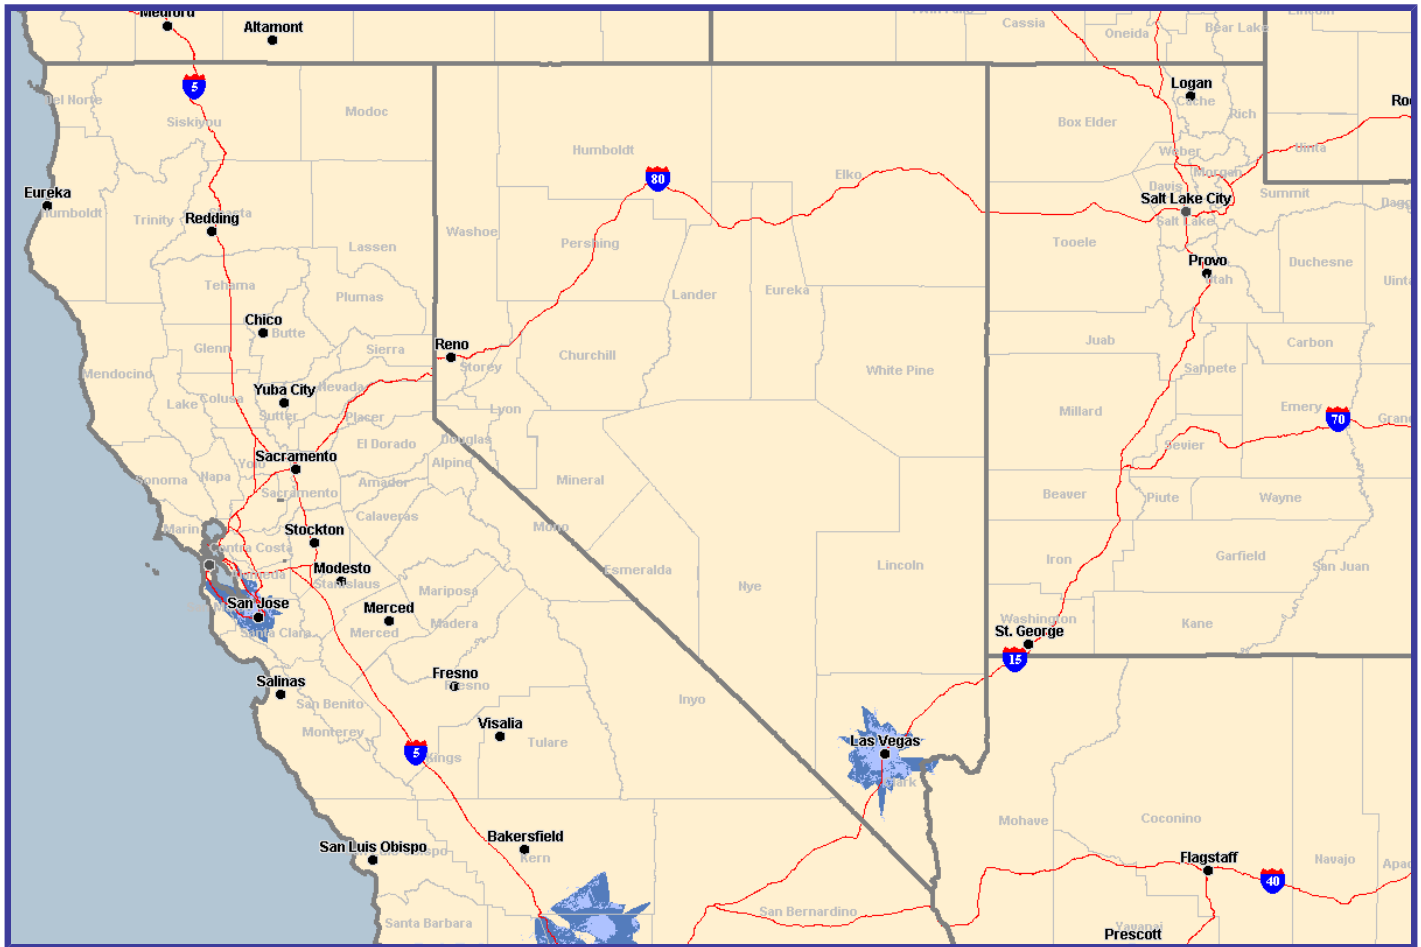 Medford
Altamont
Cassia
Oneida
Bear Lake
Lincoln
5
Logan
Del Norte
Siskiyou
Modoc
Box Elder
Cache
Rich
Humboldt
Weber
Uinta
80
Elko
Morgan
Davis
Summit
Eureka
Humboldt
Trinity
Shasta
Redding
Salt Lake City
Salt Lake
Washoe
Pershing
Tooele
Lassen
Provo
Utah
Duchesne
Tehama
Plumas
Lander
Eureka
Chico
Butte
Glenn
Sierra
Reno
Storey
Churchill
White Pine
Juab
Carbon
Sanpete
Mendocino
Yuba City
Nevada
Lake
Colusa
Sutter
Placer
Lyon
Millard
Emery
70
El Dorado
Douglas
Sacramento
Yolo
Alpine
Sevier
Sonoma
Napa
Amador
Mineral
Sacramento
Beaver
Piute
Wayne
Calaveras
Marin
Stockton
Mono
Contra Costa
Modesto
Stanislaus
Esmeralda
Nye
Lincoln
Iron
Garfield
San Juan
Mariposa
San Jose
Merced
Madera
Santa Clara
Merced
Washington
Kane
St. George
15
Fresno
Fresno
Salinas
San Benito
Inyo
Monterey
Visalia
Tulare
5
Kings
Las Vegas
Mohave
Coconino
San Luis Obispo
Bakersfield
Kern
Flagstaff
Navajo
40
Santa Barbara
San Bernardino
Yavapai
Prescott